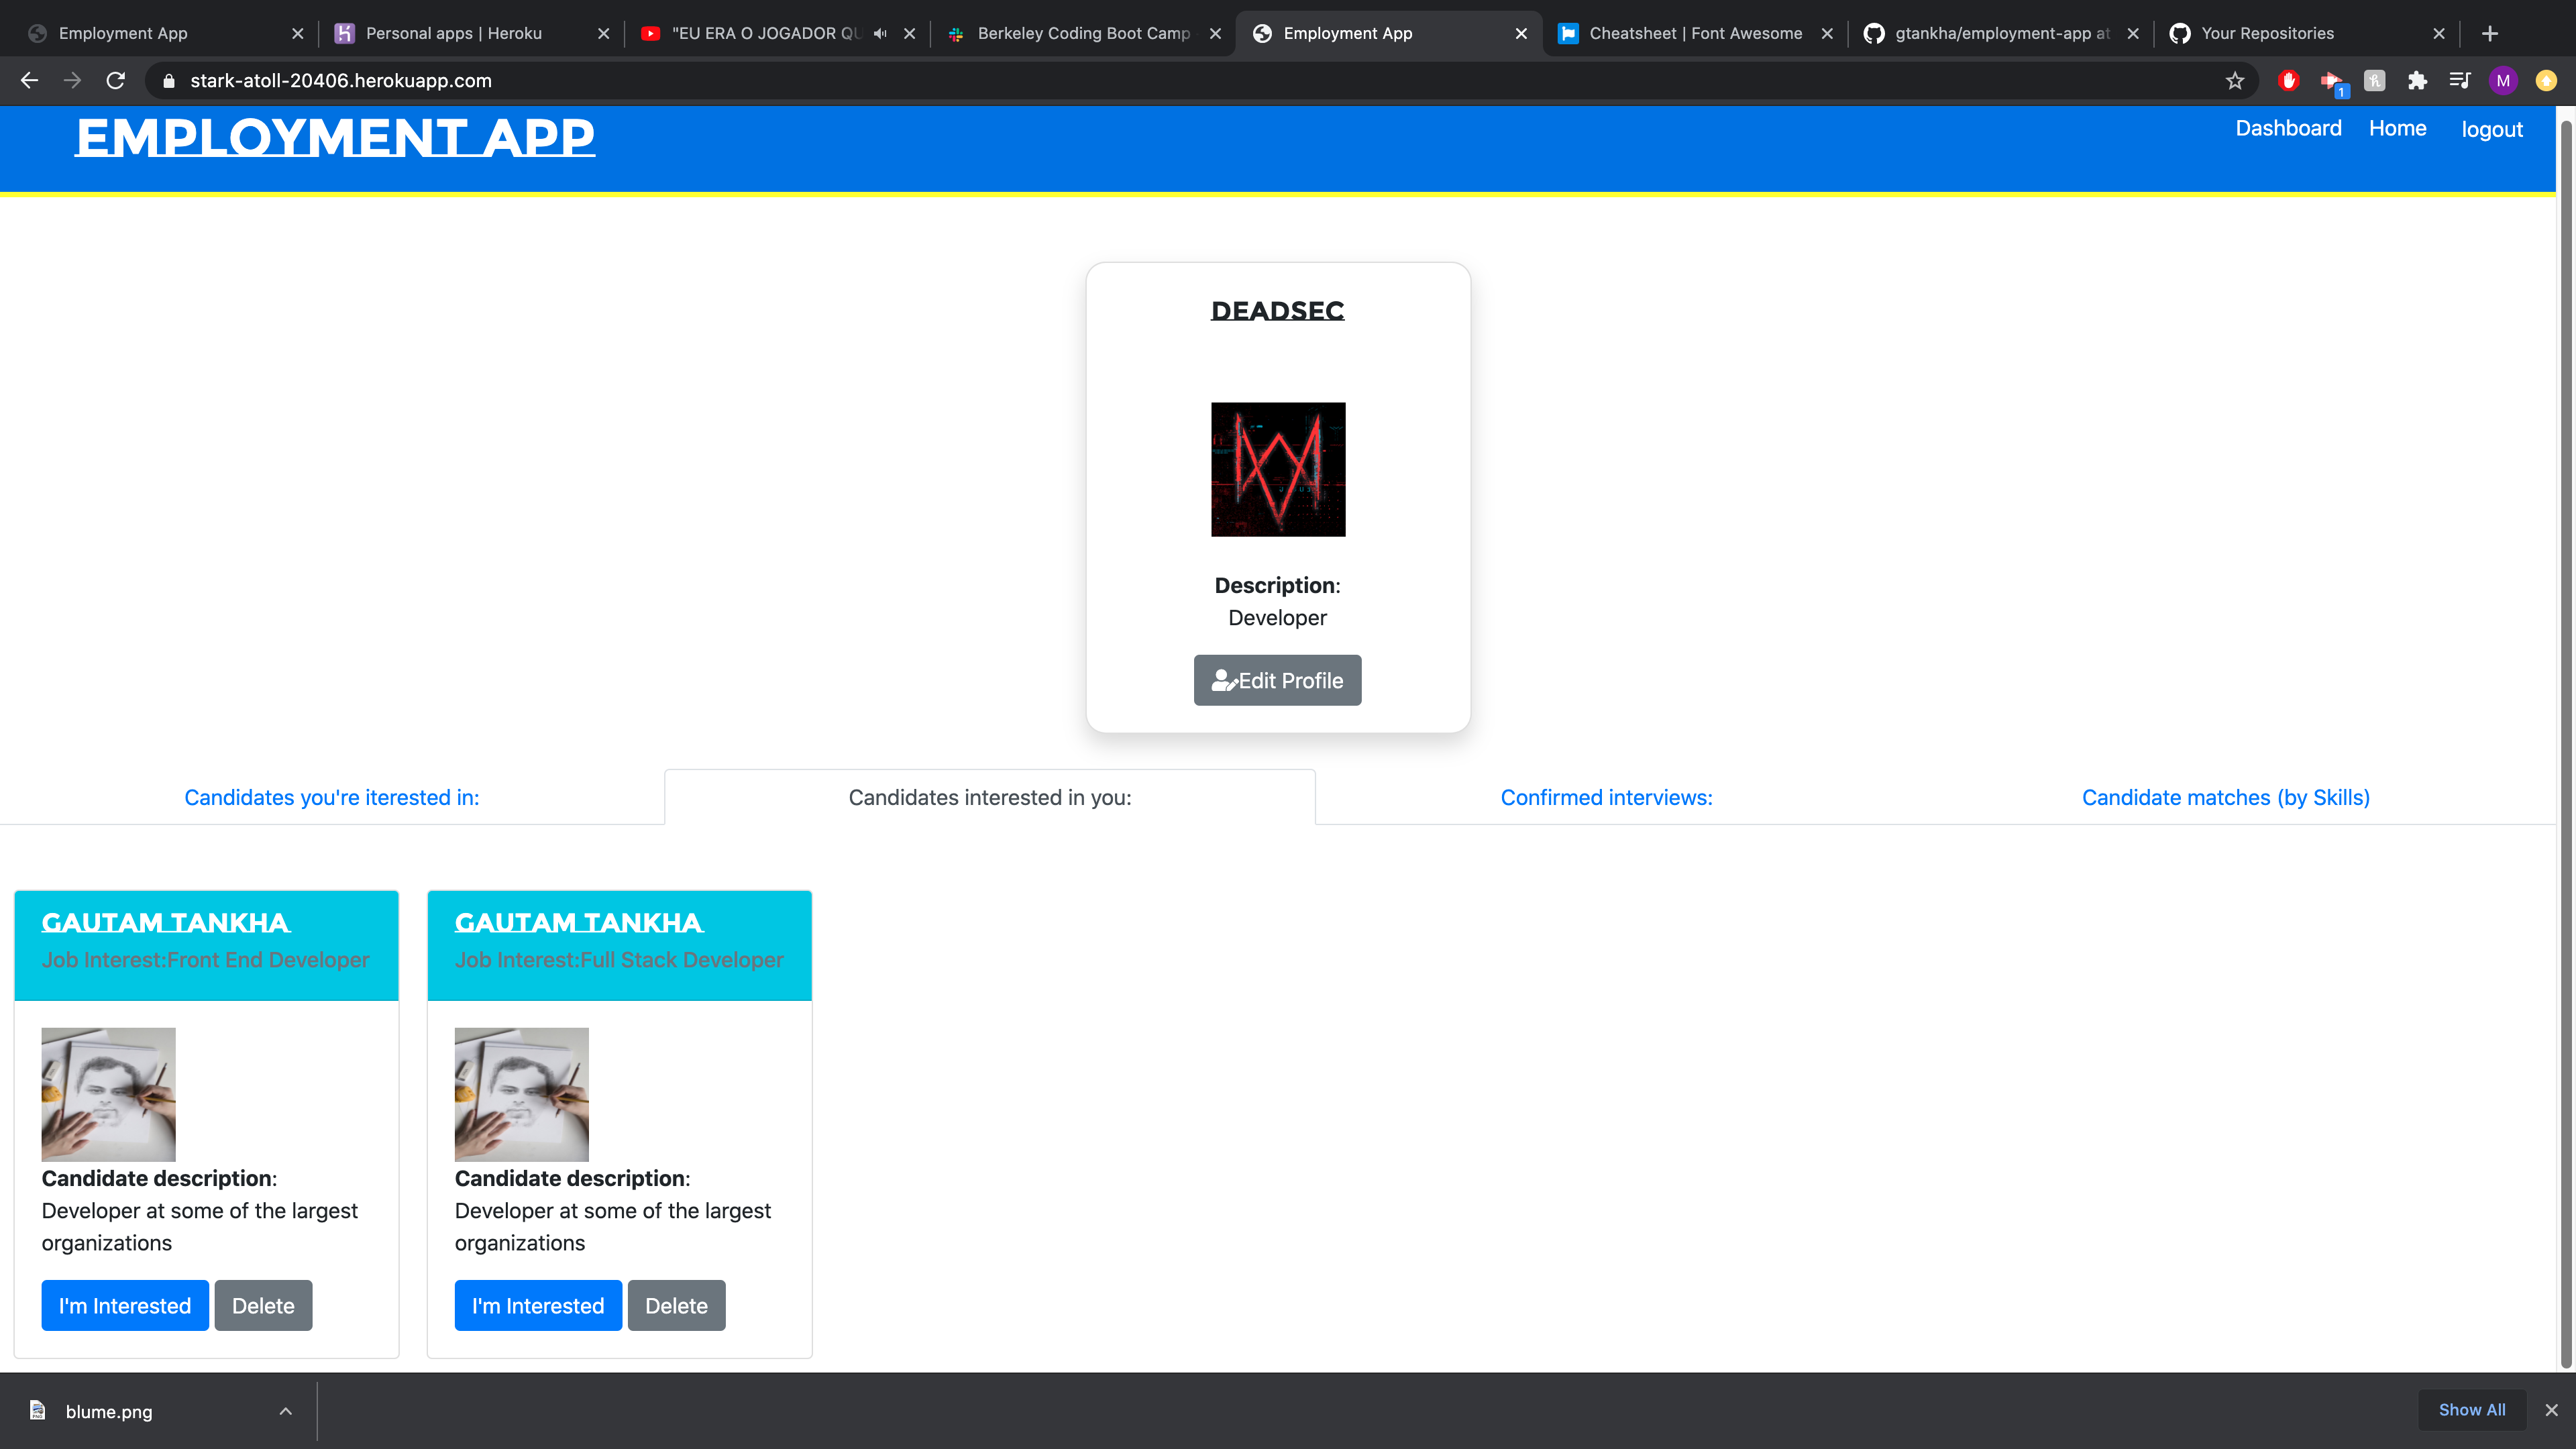 Employment App
Personal apps | Heroku
"EU ERA O JOGADOR QU
Berkeley Coding Boot Camp
Employment App
Cheatsheet | Font Awesome
gtankha/employment-app at
Your Repositories
stark-atoll-20406.herokuapp.com
1
M
EMPLOYMENT APP
Dashboard
Home
logout
DEADSEC
Description:
Developer
Edit Profile
Candidates you're iterested in:
Candidates interested in you:
Confirmed interviews:
Candidate matches (by Skills)
GAUTAM TANKHA
Job Interest:Front End Developer
Candidate description:
Developer at some of the largest
organizations
I'm Interested
Delete
GAUTAM TANKHA
Job Interest:Full Stack Developer
Candidate description:
Developer at some of the largest
organizations
I'm Interested
Delete
blume.png
Show All